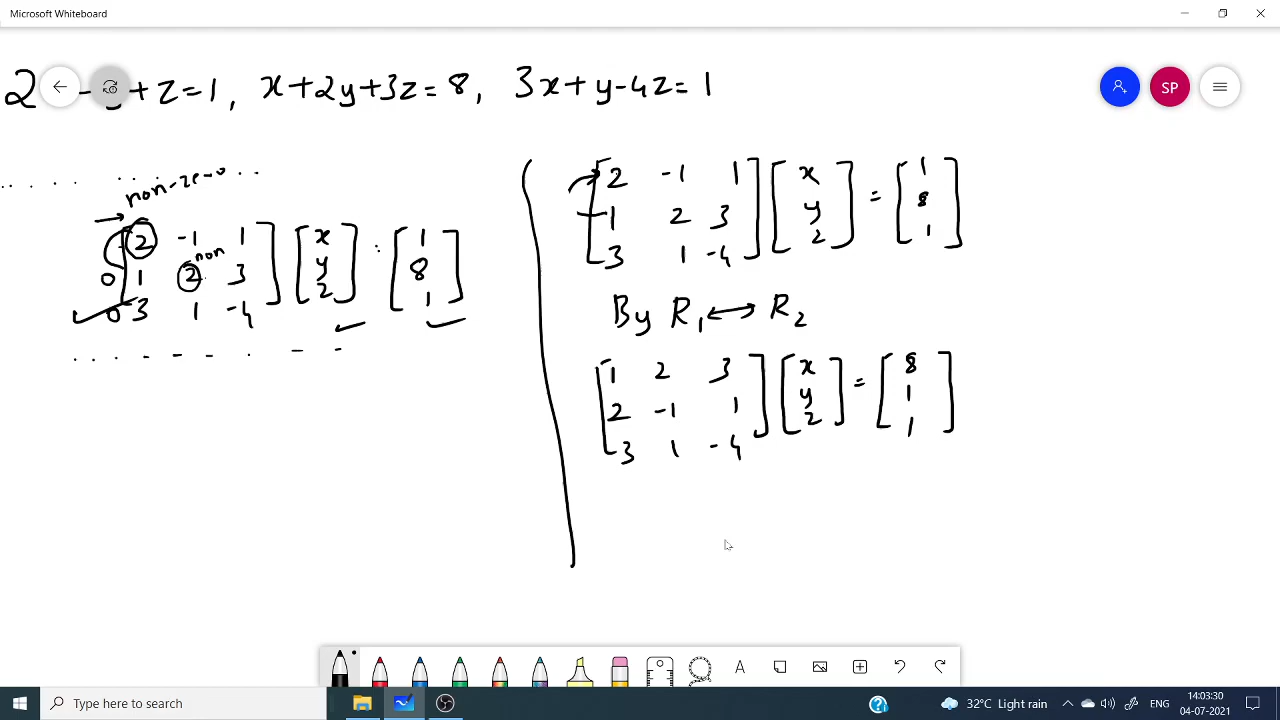 Microsoft Whiteboard
2 - y + z = 1, x + 2y + 3z = 8, 3x + y - 4z = 1
SP
non-zero
2 -1 1 x 1
non
0 1 2 3 y 8
0 3 1 -4 z 1
2 -1 1 x = 1
1 2 3 y 8
3 1 -4 z 1
By R1 ↔ R2
1 2 3 x = 8
2 -1 1 y 1
3 1 -4 z 1
A
Type here to search
32°C Light rain
ENG
14:03:30
04-07-2021